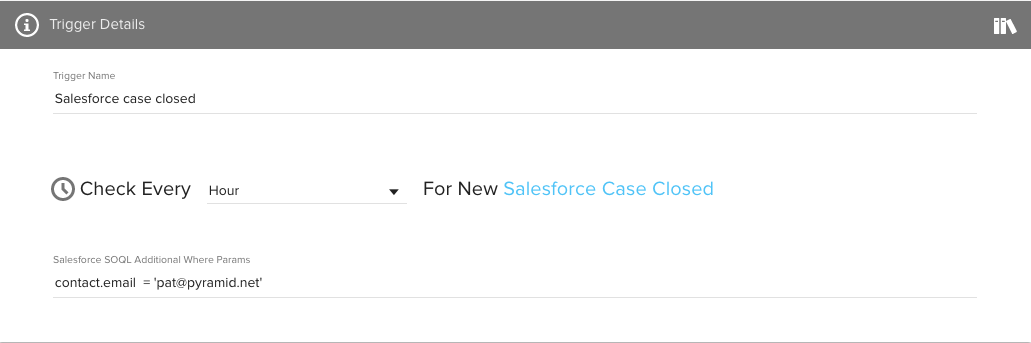 Trigger Details
Trigger Name
Salesforce case closed
Check Every Hour For New Salesforce Case Closed
Salesforce SOQL Additional Where Params
contact.email  = 'pat@pyramid.net'